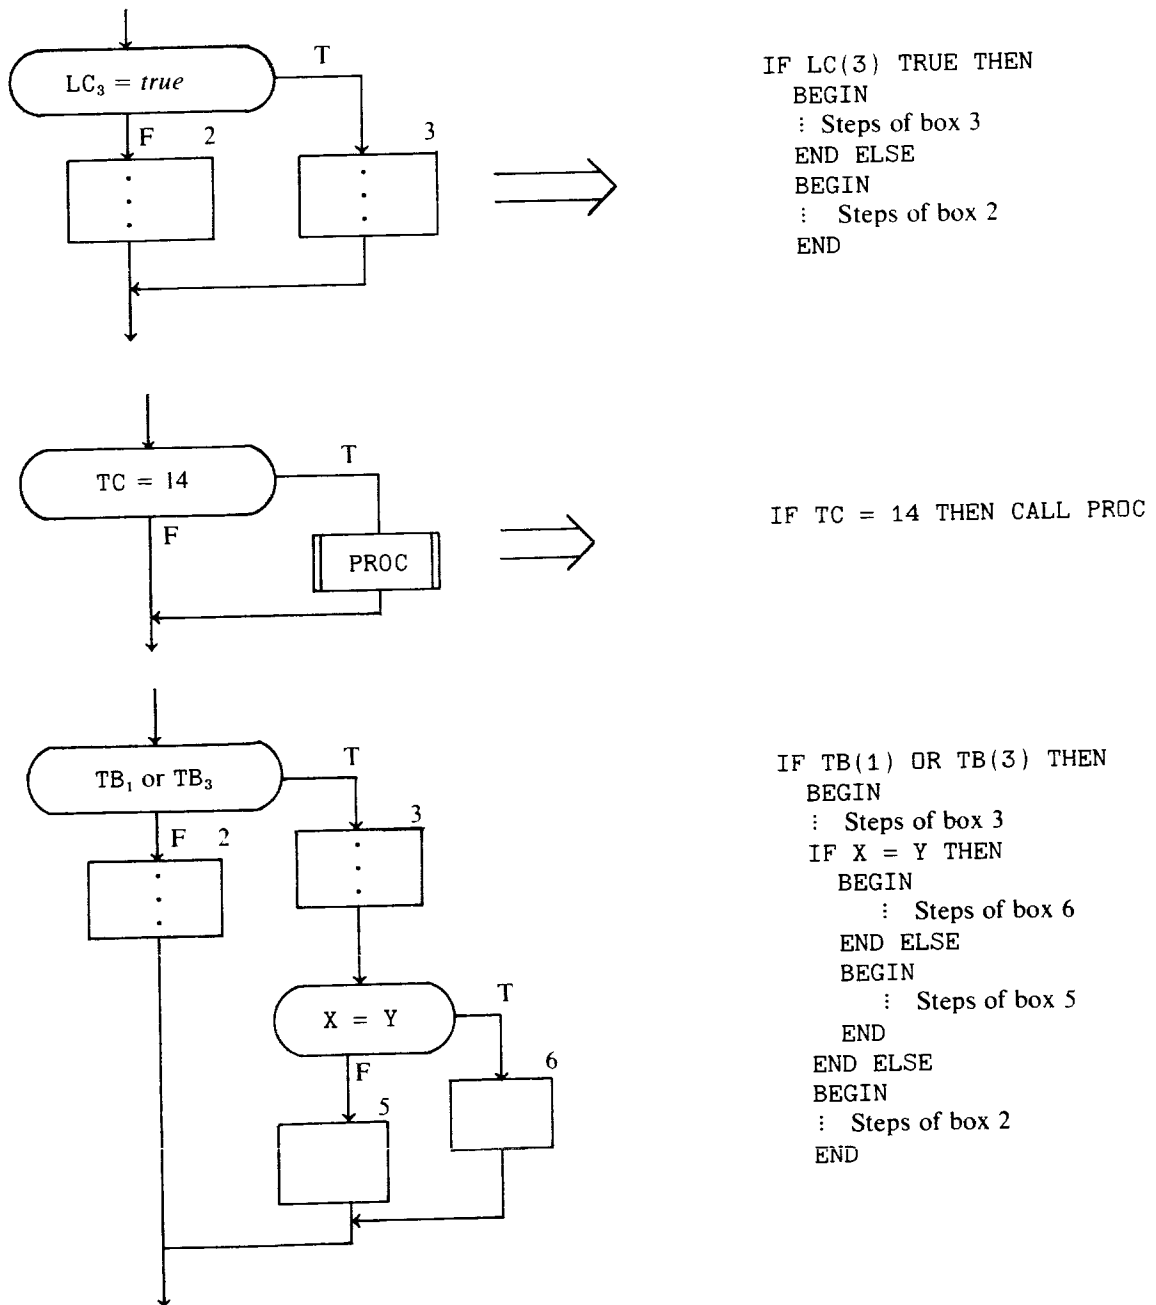 LC₃ = true
T
F
2
3
IF LC(3) TRUE THEN
BEGIN
⋮ Steps of box 3
END ELSE
BEGIN
⋮ Steps of box 2
END
TC = 14
T
F
PROC
IF TC = 14 THEN CALL PROC
TB₁ or TB₃
T
F
2
3
X = Y
T
F
5
6
IF TB(1) OR TB(3) THEN
BEGIN
⋮ Steps of box 3
IF X = Y THEN
BEGIN
⋮ Steps of box 6
END ELSE
BEGIN
⋮ Steps of box 5
END
END ELSE
BEGIN
⋮ Steps of box 2
END